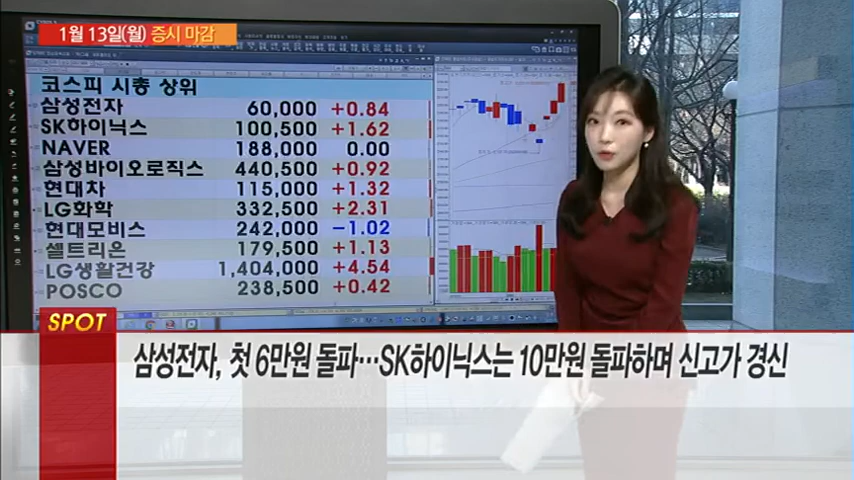 1월 13일(월) 증시 마감
코스피 시총 상위
삼성전자 60,000 +0.84
SK하이닉스 100,500 +1.62
NAVER 188,000 0.00
삼성바이오로직스 440,500 +0.92
현대차 115,000 +1.32
LG화학 332,500 +2.31
현대모비스 242,000 -1.02
셀트리온 179,500 +1.13
LG생활건강 1,404,000 +4.54
POSCO 238,500 +0.42
SPOT
삼성전자, 첫 6만원 돌파…SK하이닉스는 10만원 돌파하며 신고가 경신